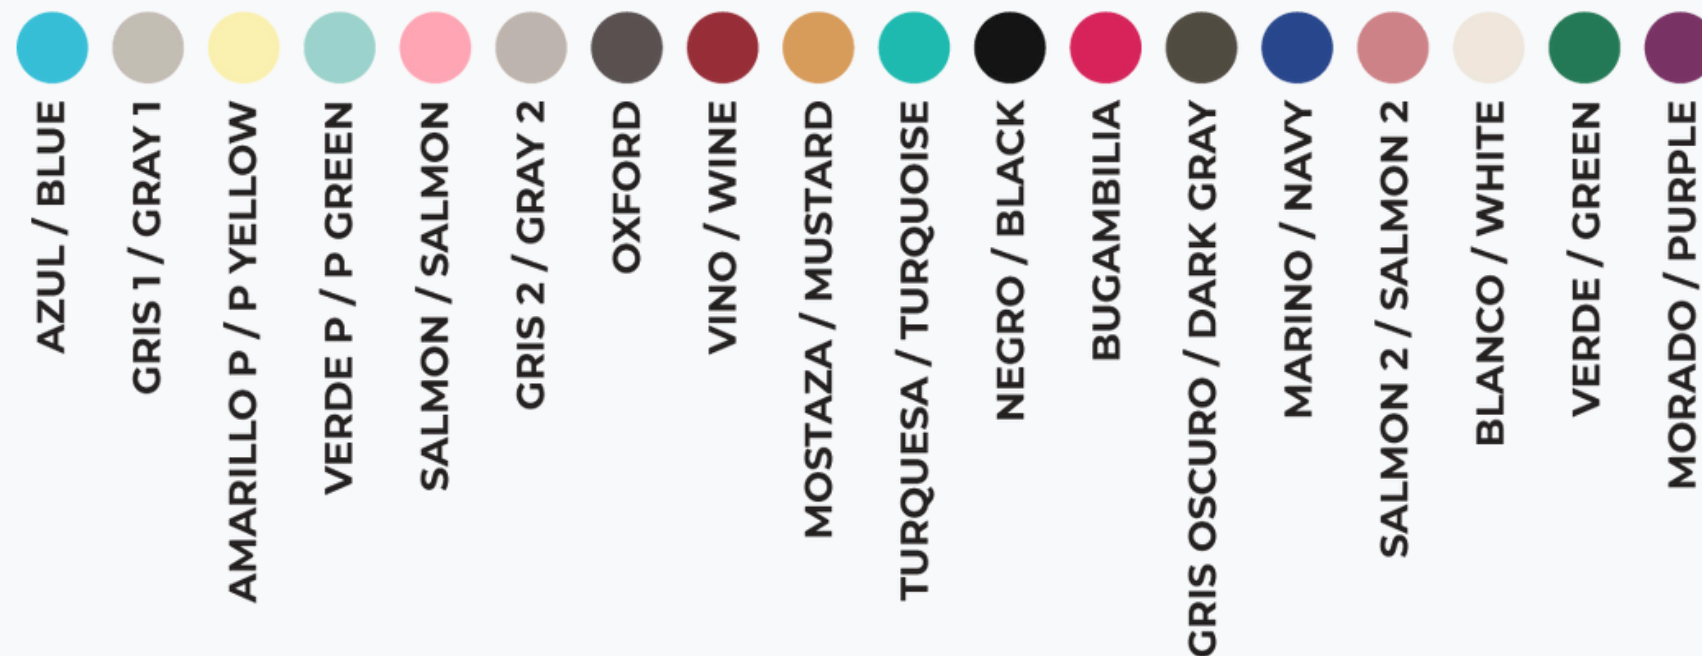 AZUL / BLUE
GRIS 1 / GRAY 1
AMARILLO P / P YELLOW
VERDE P / P GREEN
SALMON / SALMON
GRIS 2 / GRAY 2
OXFORD
VINO / WINE
MOSTAZA / MUSTARD
TURQUESA / TURQUOISE
NEGRO / BLACK
BUGAMBILIA
GRIS OSCURO / DARK GRAY
MARINO / NAVY
SALMON 2 / SALMON 2
BLANCO / WHITE
VERDE / GREEN
MORADO / PURPLE